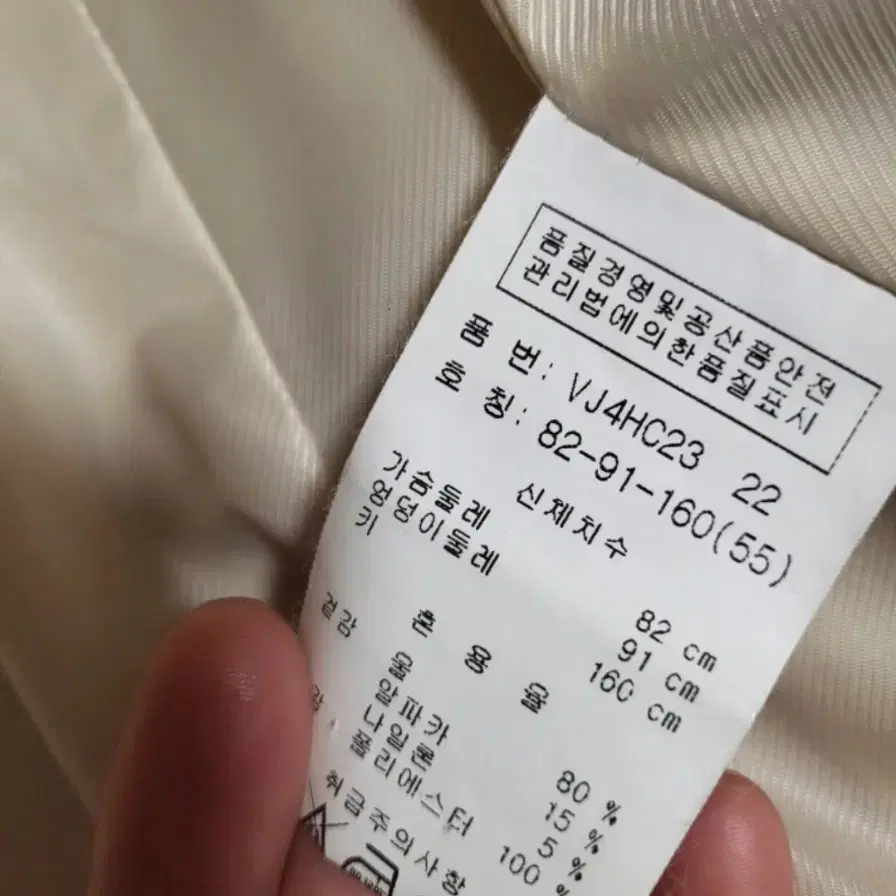 품질경영및공산품안전
관리법에의한품질표시
품 번: VJ4HC23 22
호 칭: 82-91-160(55)
신체치수
가슴둘레 82 cm
엉덩이둘레 91 cm
키 160 cm
혼 용 율
겉감 울 80 %
알파카 15 %
나일론 5 %
폴리에스터 100 %
취급주의사항